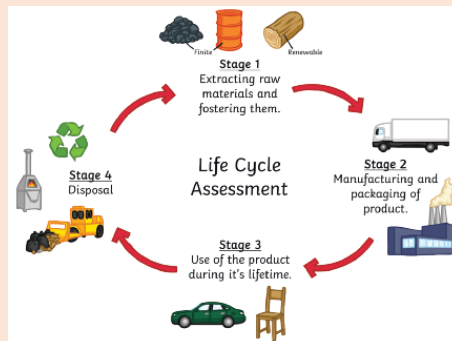 Finite
Renewable
Stage 1
Extracting raw
materials and
fostering them.
Stage 2
Manufacturing and
packaging of
product.
Life Cycle
Assessment
Stage 4
Disposal
Stage 3
Use of the product
during it's lifetime.